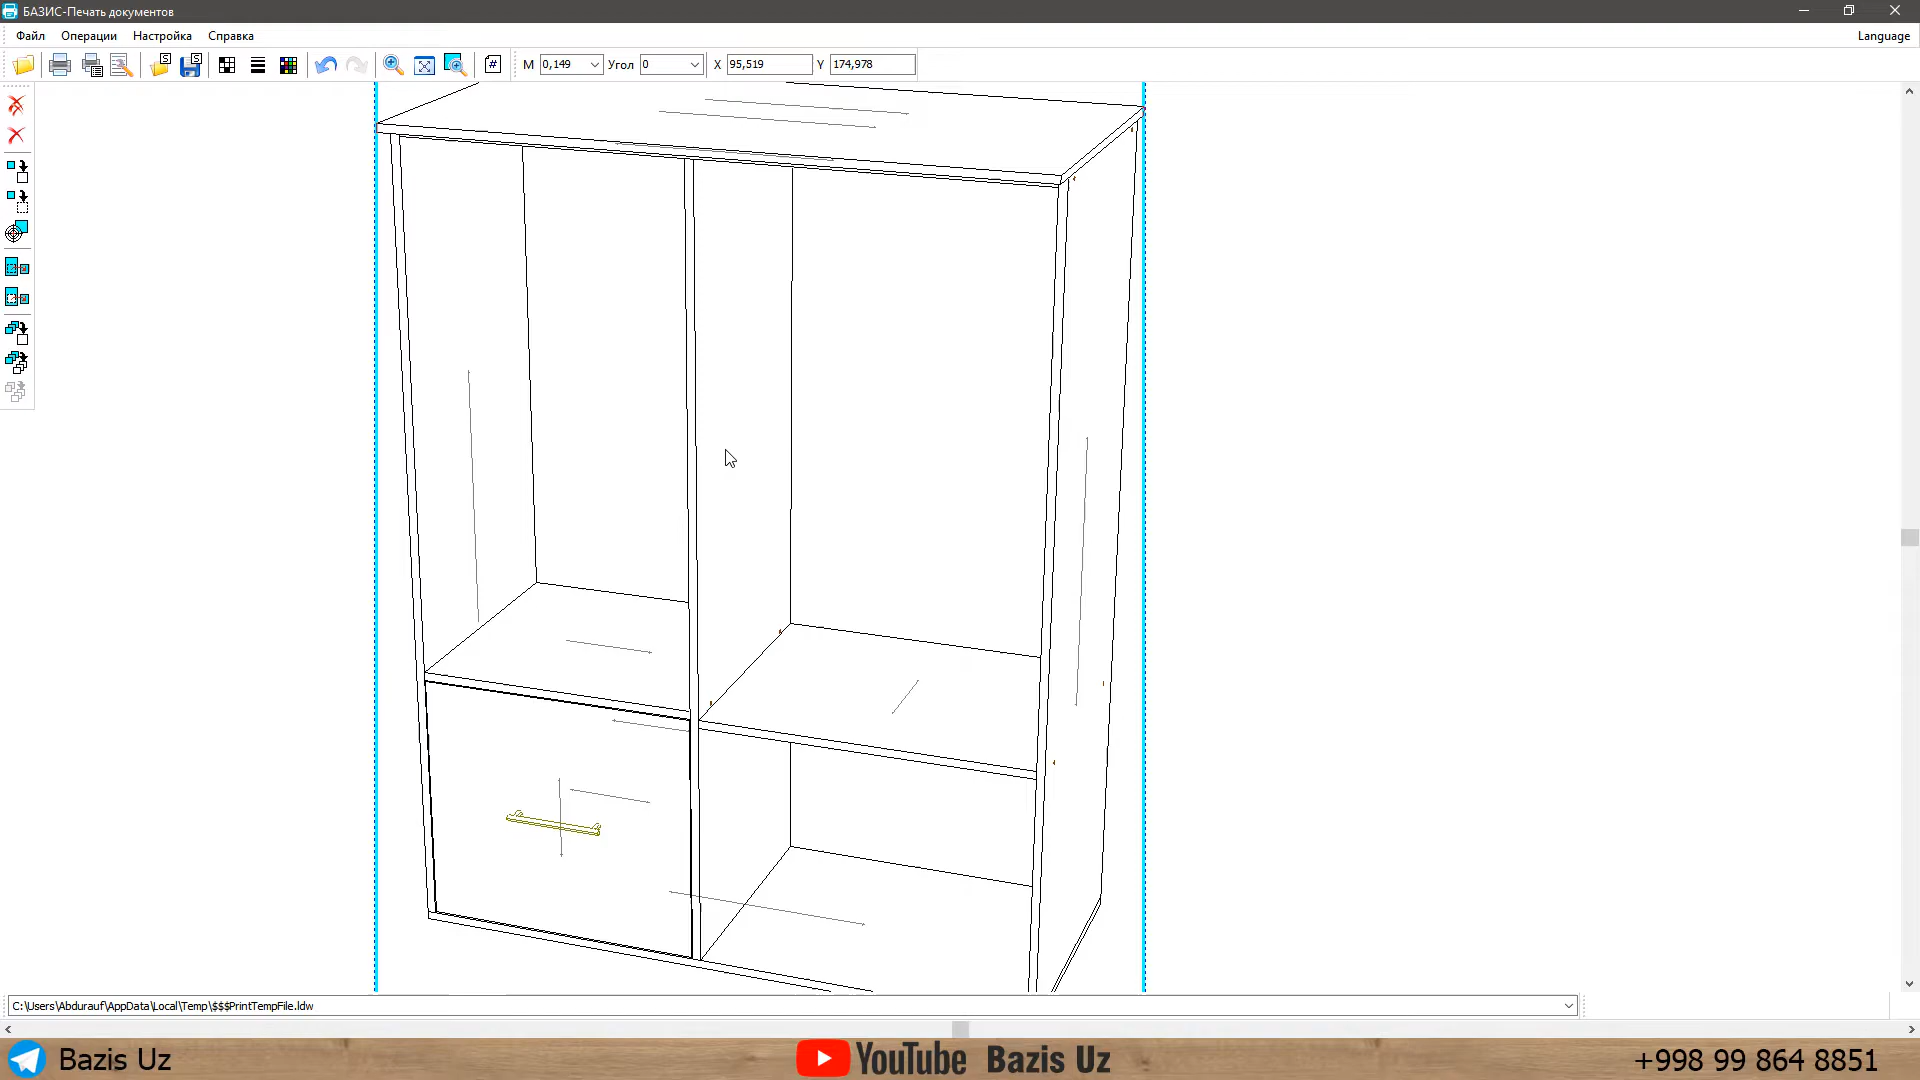 БАЗИС-Печать документов
Файл Операции Настройка Справка Language
М 0,149 Угол 0 X 95,519 Y 174,978
C:\Users\Abdurauf\AppData\Local\Temp\$$$PrintTempFile.ldw
Bazis Uz YouTube Bazis Uz +998 99 864 8851